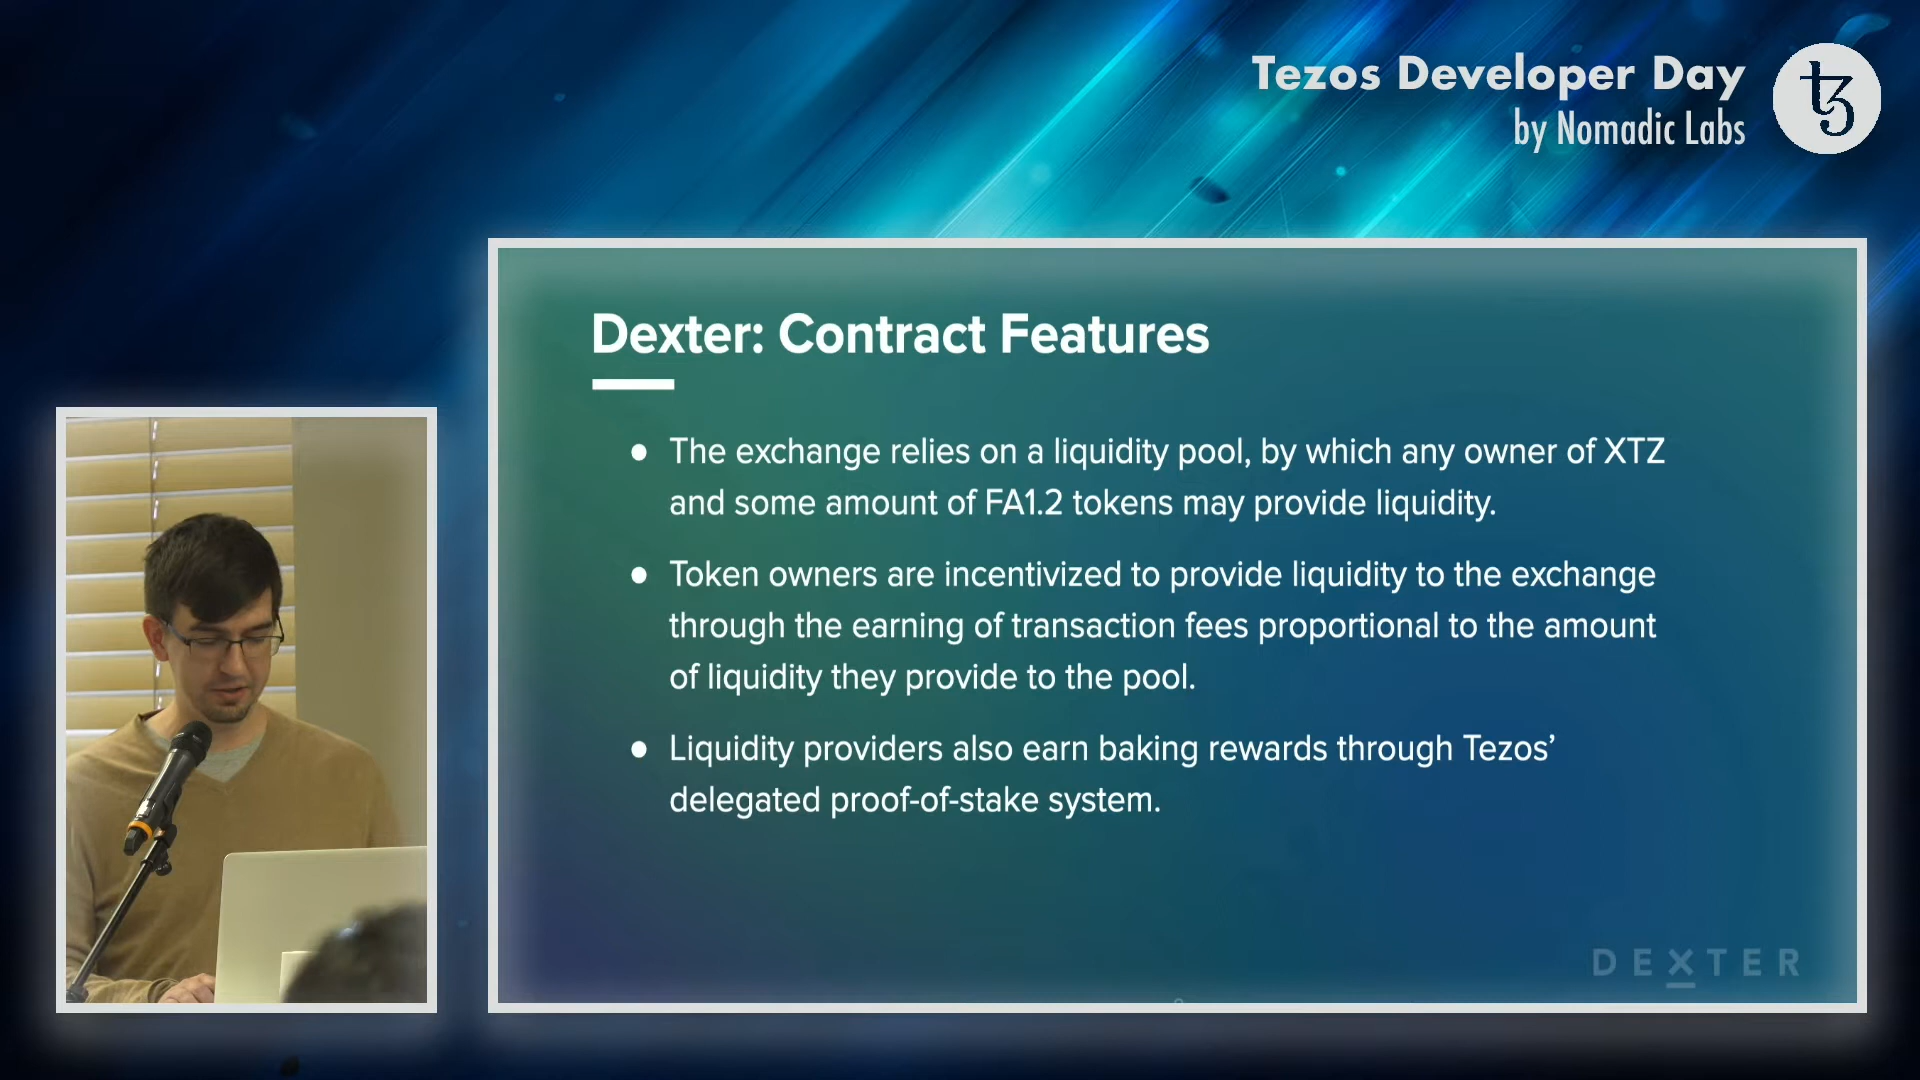 Tezos Developer Day
by Nomadic Labs
Dexter: Contract Features
● The exchange relies on a liquidity pool, by which any owner of XTZ
and some amount of FA1.2 tokens may provide liquidity.
● Token owners are incentivized to provide liquidity to the exchange
through the earning of transaction fees proportional to the amount
of liquidity they provide to the pool.
● Liquidity providers also earn baking rewards through Tezos’
delegated proof-of-stake system.
DEXTER